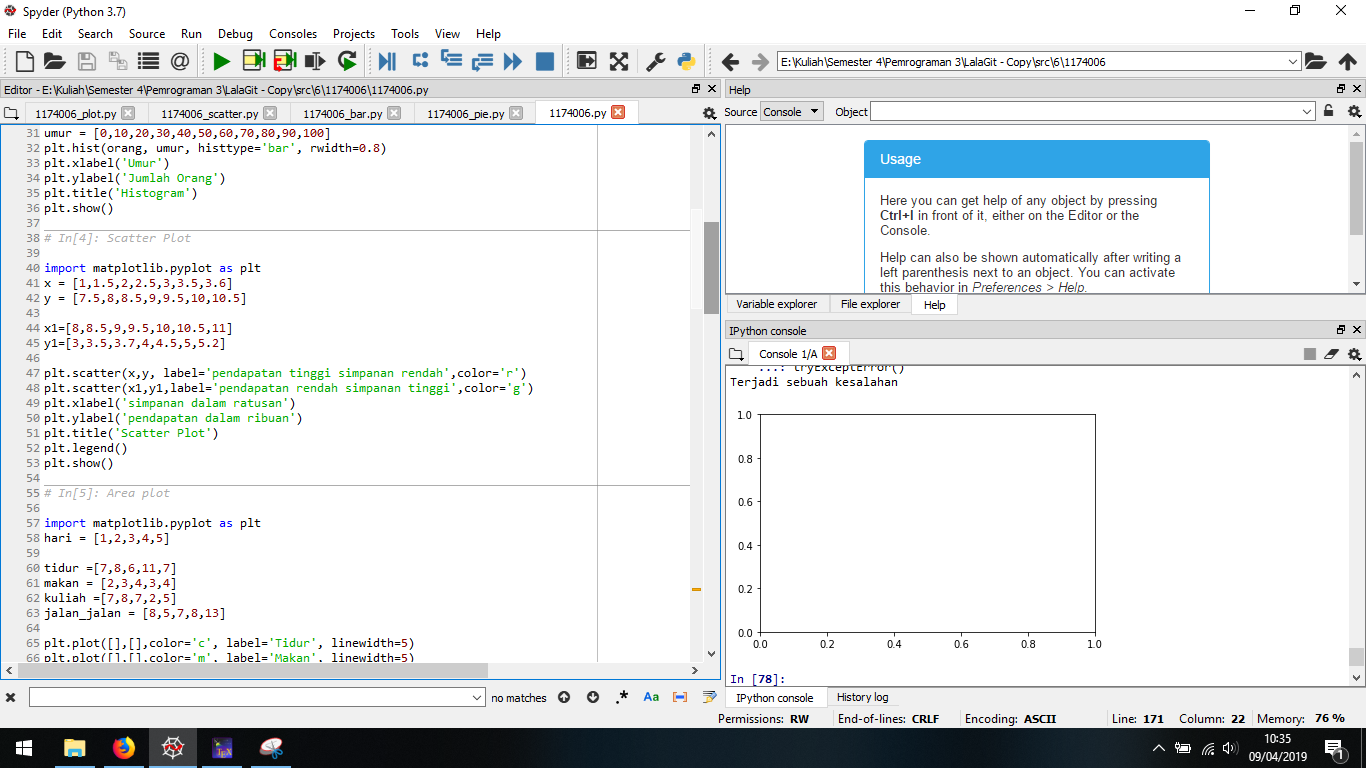 Spyder (Python 3.7)
File Edit Search Source Run Debug Consoles Projects Tools View Help
E:\Kuliah\Semester 4\Pemrograman 3\LalaGit - Copy\src\6\1174006
Editor - E:\Kuliah\Semester 4\Pemrograman 3\LalaGit - Copy\src\6\1174006\1174006.py
1174006_plot.py 1174006_scatter.py 1174006_bar.py 1174006_pie.py 1174006.py
31 umur = [0,10,20,30,40,50,60,70,80,90,100]
32 plt.hist(orang, umur, histtype='bar', rwidth=0.8)
33 plt.xlabel('Umur')
34 plt.ylabel('Jumlah Orang')
35 plt.title('Histogram')
36 plt.show()
37
38 # In[4]: Scatter Plot
39
40 import matplotlib.pyplot as plt
41 x = [1,1.5,2,2.5,3,3.5,3.6]
42 y = [7.5,8,8.5,9,9.5,10,10.5]
43
44 x1=[8,8.5,9,9.5,10,10.5,11]
45 y1=[3,3.5,3.7,4,4.5,5,5.2]
46
47 plt.scatter(x,y, label='pendapatan tinggi simpanan rendah',color='r')
48 plt.scatter(x1,y1,label='pendapatan rendah simpanan tinggi',color='g')
49 plt.xlabel('simpanan dalam ratusan')
50 plt.ylabel('pendapatan dalam ribuan')
51 plt.title('Scatter Plot')
52 plt.legend()
53 plt.show()
54
55 # In[5]: Area plot
56
57 import matplotlib.pyplot as plt
58 hari = [1,2,3,4,5]
59
60 tidur =[7,8,6,11,7]
61 makan = [2,3,4,3,4]
62 kuliah =[7,8,7,2,5]
63 jalan_jalan = [8,5,7,8,13]
64
65 plt.plot([],[],color='c', label='Tidur', linewidth=5)
66 plt.plot([],[],color='m', label='Makan', linewidth=5)
no matches .* Aa
Help
Source Console Object
Usage
Here you can get help of any object by pressing
Ctrl+I in front of it, either on the Editor or the
Console.
Help can also be shown automatically after writing a
left parenthesis next to an object. You can activate
this behavior in Preferences > Help.
Variable explorer File explorer Help
IPython console
Console 1/A
...: tryExceptError()
Terjadi sebuah kesalahan
1.0
0.8
0.6
0.4
0.2
0.0
0.0 0.2 0.4 0.6 0.8 1.0
In [78]:
IPython console History log
Permissions: RW End-of-lines: CRLF Encoding: ASCII Line: 171 Column: 22 Memory: 76 %
10:35
09/04/2019
1